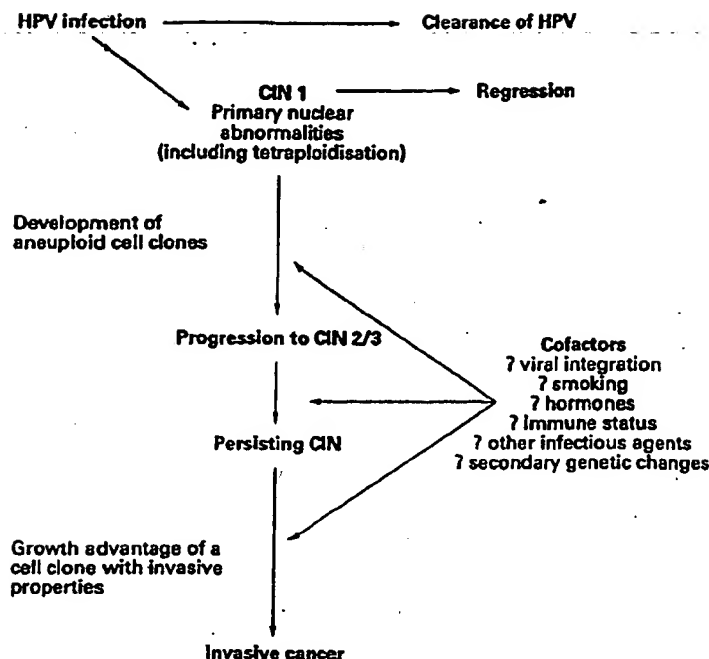 HPV infection
Clearance of HPV
CIN 1
Regression
Primary nuclear
abnormalities
(including tetraploidisation)
Development of
aneuploid cell clones
Progression to CIN 2/3
Cofactors
? viral integration
? smoking
? hormones
? immune status
? other infectious agents
? secondary genetic changes
Persisting CIN
Growth advantage of a
cell clone with invasive
properties
Invasive cancer